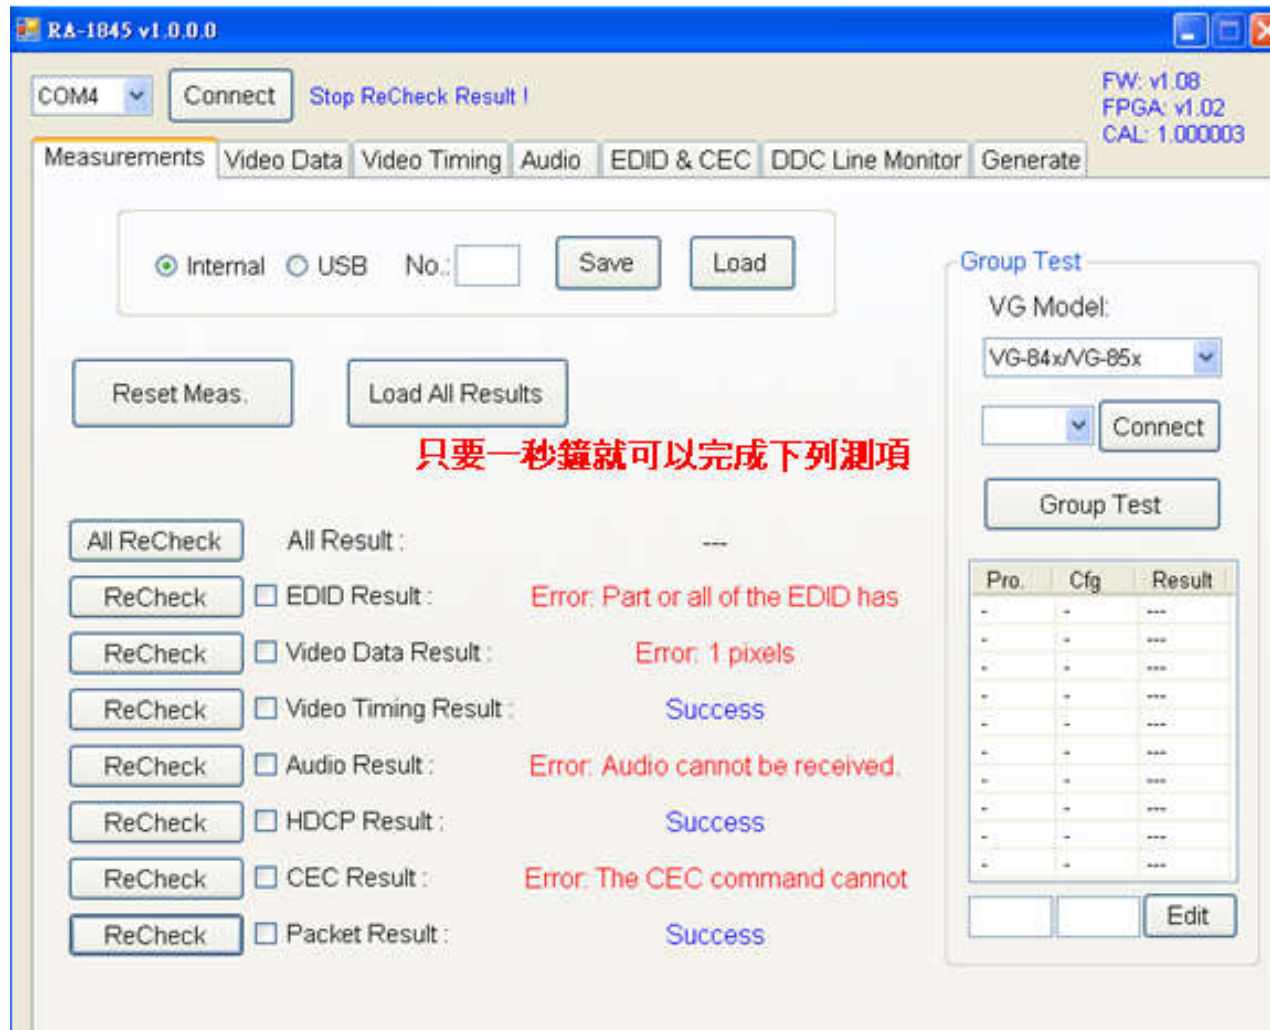 RA-1845 v1.0.0.0
COM4 Connect Stop ReCheck Result !
FW: v1.08
FPGA: v1.02
CAL: 1.000003
Measurements Video Data Video Timing Audio EDID & CEC DDC Line Monitor Generate
Internal USB No.: Save Load
Reset Meas. Load All Results
只要一秒鐘就可以完成下列測項
All ReCheck All Result : ---
ReCheck EDID Result : Error: Part or all of the EDID has
ReCheck Video Data Result : Error: 1 pixels
ReCheck Video Timing Result : Success
ReCheck Audio Result : Error: Audio cannot be received.
ReCheck HDCP Result : Success
ReCheck CEC Result : Error: The CEC command cannot
ReCheck Packet Result : Success
Group Test
VG Model:
VG-84x/VG-85x
Connect
Group Test
Pro. Cfg Result
- - ---
- - ---
- - ---
- - ---
- - ---
- - ---
- - ---
- - ---
- - ---
- - ---
Edit